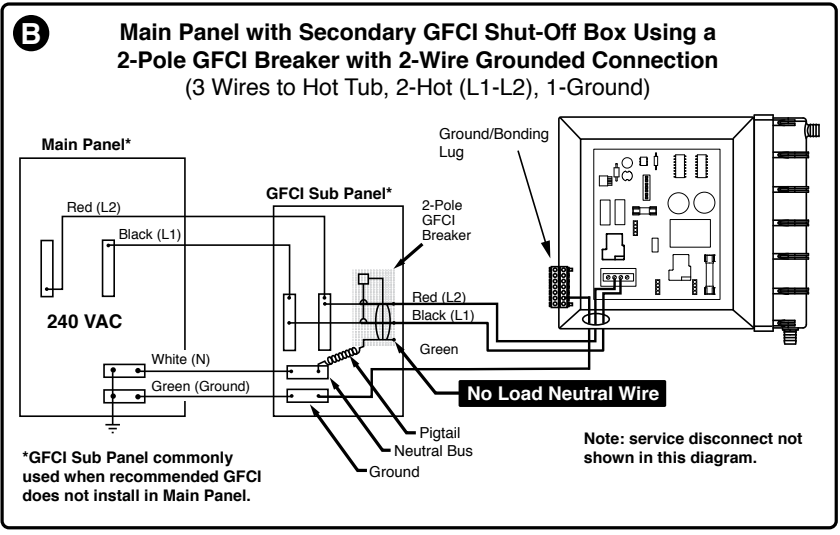 B
Main Panel with Secondary GFCI Shut-Off Box Using a
2-Pole GFCI Breaker with 2-Wire Grounded Connection
(3 Wires to Hot Tub, 2-Hot (L1-L2), 1-Ground)
Main Panel*
Ground/Bonding
Lug
GFCI Sub Panel*
2-Pole
GFCI
Breaker
Red (L2)
Black (L1)
240 VAC
Red (L2)
Black (L1)
Green
White (N)
Green (Ground)
No Load Neutral Wire
Pigtail
Neutral Bus
Ground
*GFCI Sub Panel commonly
used when recommended GFCI
does not install in Main Panel.
Note: service disconnect not
shown in this diagram.